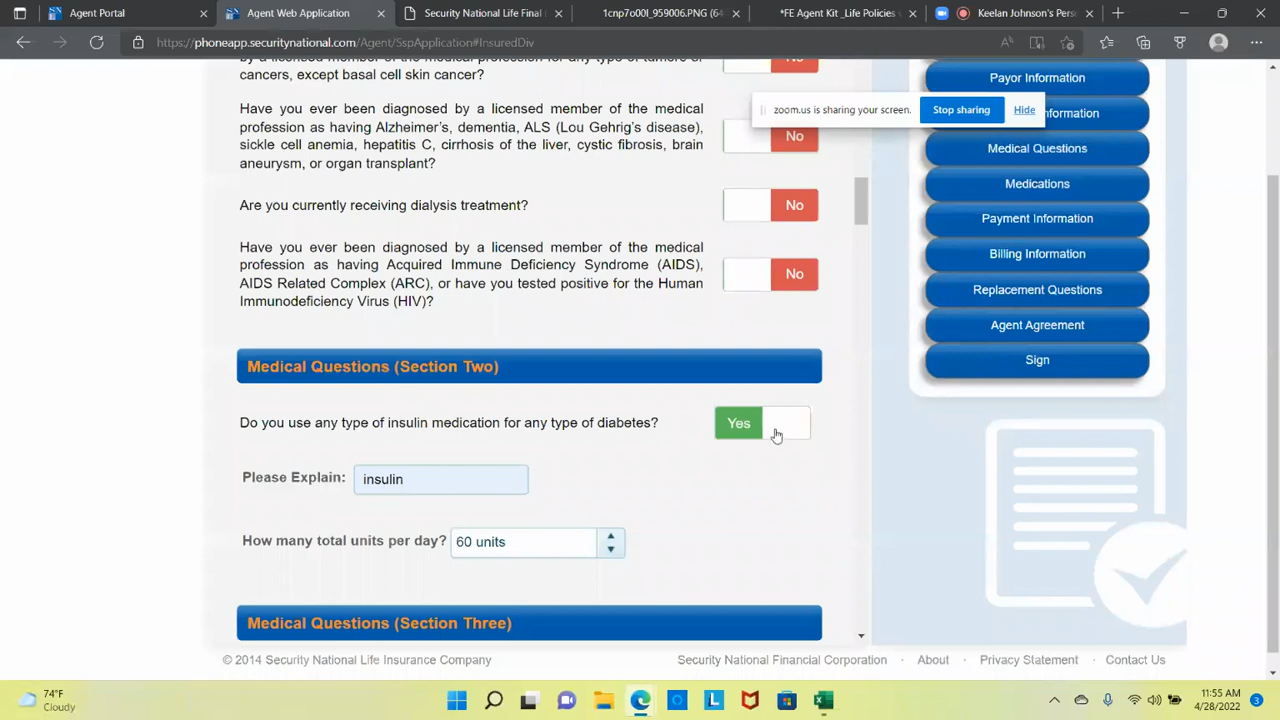 Agent Portal
Agent Web Application
Security National Life Final
1cnp7o00l_959006.PNG (64
*FE Agent Kit _Life Policies v
Keelan Johnson's Pers
https://phoneapp.securitynational.com/Agent/SspApplication#InsuredDiv
cancers, except basal cell skin cancer?
No
Have you ever been diagnosed by a licensed member of the medical
profession as having Alzheimer's, dementia, ALS (Lou Gehrig's disease),
sickle cell anemia, hepatitis C, cirrhosis of the liver, cystic fibrosis, brain
aneurysm, or organ transplant?
No
Are you currently receiving dialysis treatment?
No
Have you ever been diagnosed by a licensed member of the medical
profession as having Acquired Immune Deficiency Syndrome (AIDS),
AIDS Related Complex (ARC), or have you tested positive for the Human
Immunodeficiency Virus (HIV)?
No
Medical Questions (Section Two)
Do you use any type of insulin medication for any type of diabetes?
Yes
Please Explain: insulin
How many total units per day? 60 units
Medical Questions (Section Three)
zoom.us is sharing your screen.
Stop sharing
Hide
Payor Information
Information
Medical Questions
Medications
Payment Information
Billing Information
Replacement Questions
Agent Agreement
Sign
© 2014 Security National Life Insurance Company
Security National Financial Corporation · About · Privacy Statement · Contact Us
74°F
Cloudy
11:55 AM
4/28/2022
3